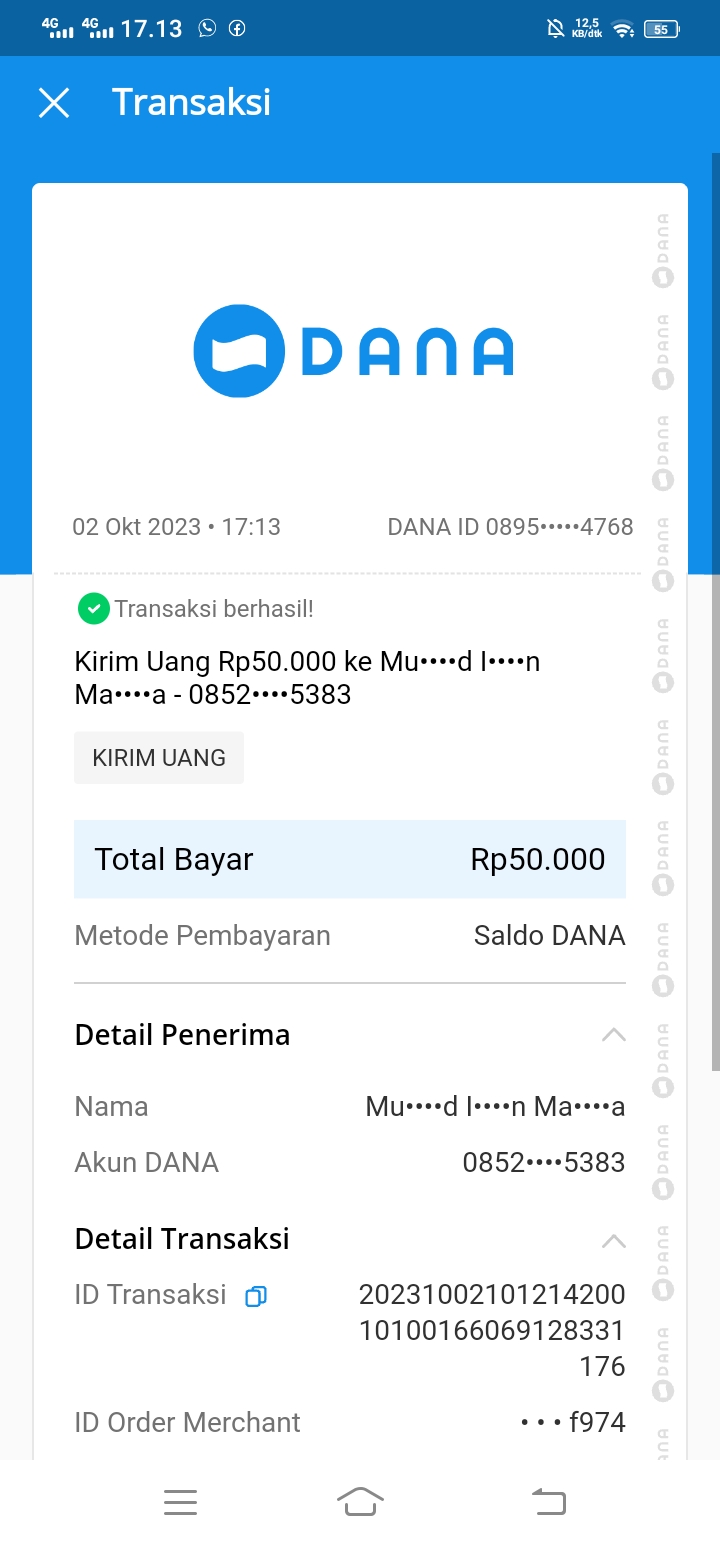 4G 4G 17.13 12,5 KB/dtk 55
Transaksi
DANA
02 Okt 2023 • 17:13 DANA ID 0895•••••4768
Transaksi berhasil!
Kirim Uang Rp50.000 ke Mu••••d I••••n
Ma••••a - 0852••••5383
KIRIM UANG
Total Bayar Rp50.000
Metode Pembayaran Saldo DANA
Detail Penerima
Nama Mu••••d I••••n Ma••••a
Akun DANA 0852••••5383
Detail Transaksi
ID Transaksi 20231002101214200
10100166069128331
176
ID Order Merchant • • • f974
DANA
DANA
DANA
DANA
DANA
DANA
DANA
DANA
DANA
DANA
DANA
DANA